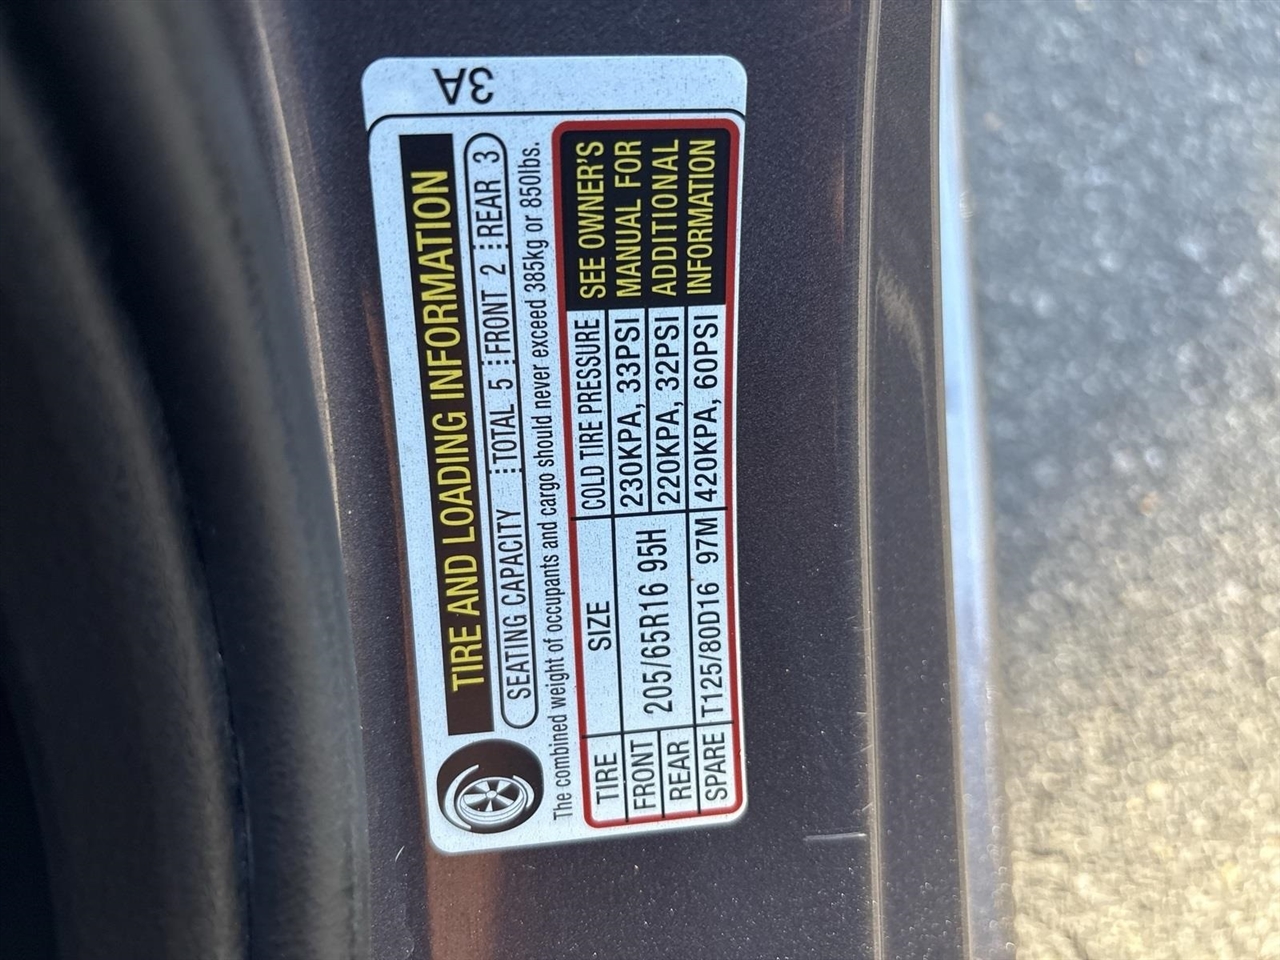 TIRE AND LOADING INFORMATION
SEATING CAPACITY TOTAL 5 FRONT 2 REAR 3
The combined weight of occupants and cargo should never exceed 385kg or 850lbs.
TIRE SIZE COLD TIRE PRESSURE
FRONT 205/65R16 95H 230KPA, 33PSI
REAR 220KPA, 32PSI
SPARE T125/80D16 97M 420KPA, 60PSI
SEE OWNER'S
MANUAL FOR
ADDITIONAL
INFORMATION
3A